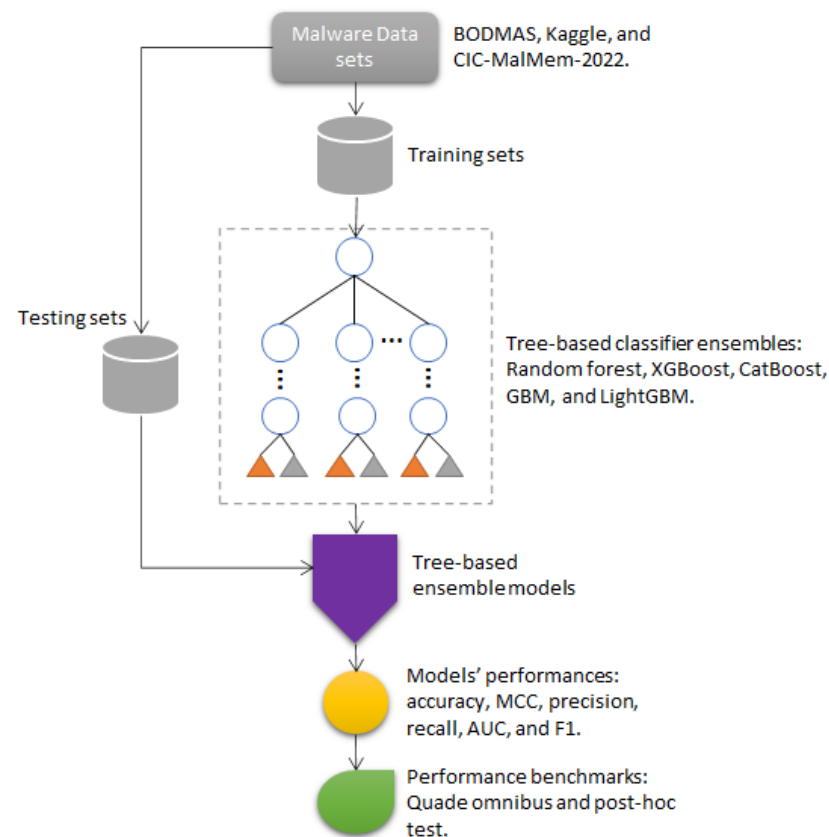 Malware Data
sets
BODMAS, Kaggle, and
CIC-MalMem-2022.
Training sets
Testing sets
Tree-based classifier ensembles:
Random forest, XGBoost, CatBoost,
GBM, and LightGBM.
Tree-based
ensemble models
Models’ performances:
accuracy, MCC, precision,
recall, AUC, and F1.
Performance benchmarks:
Quade omnibus and post-hoc
test.